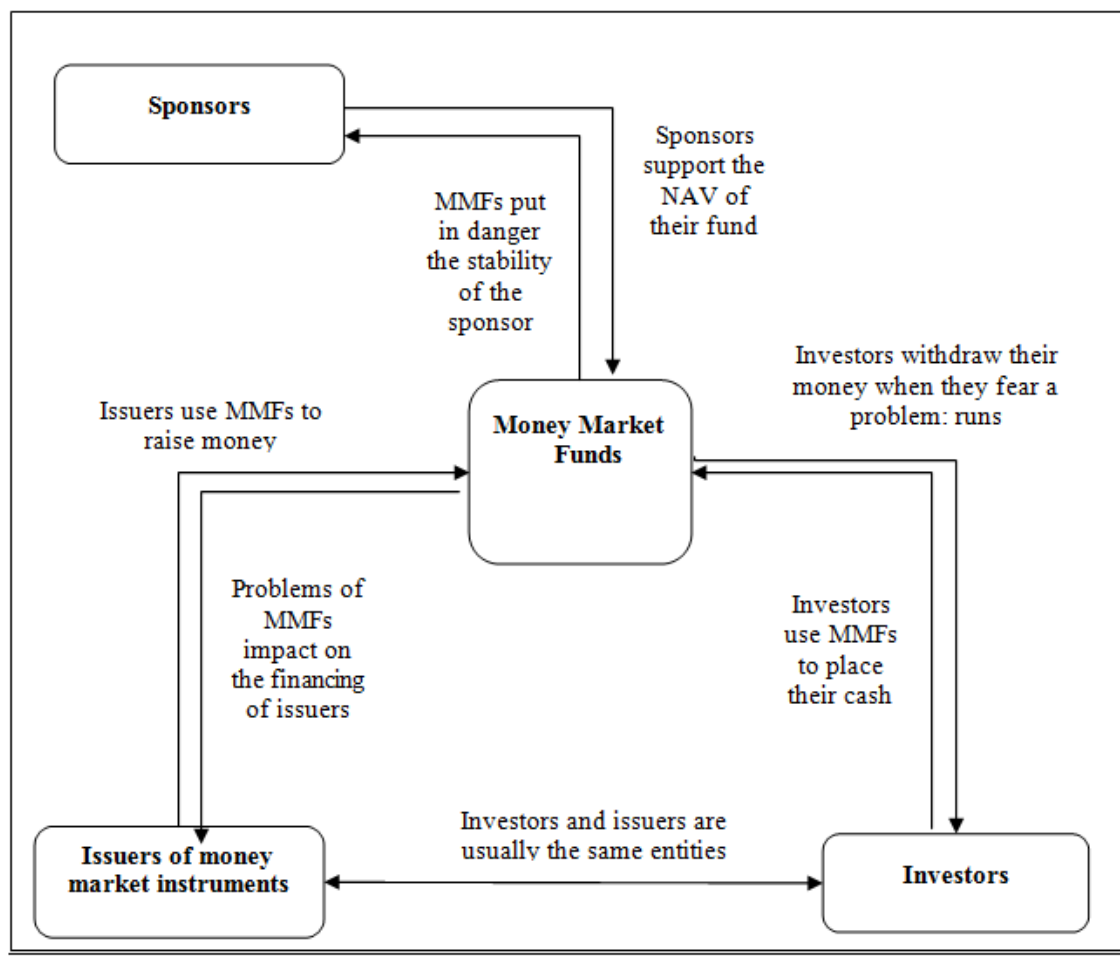 Sponsors
Sponsors
support the
NAV of
their fund
MMFs put
in danger
the stability
of the
sponsor
Investors withdraw their
money when they fear a
problem: runs
Issuers use MMFs to
raise money
Money Market
Funds
Problems of
MMFs
impact on
the financing
of issuers
Investors
use MMFs
to place
their cash
Investors and issuers are
usually the same entities
Issuers of money
market instruments
Investors